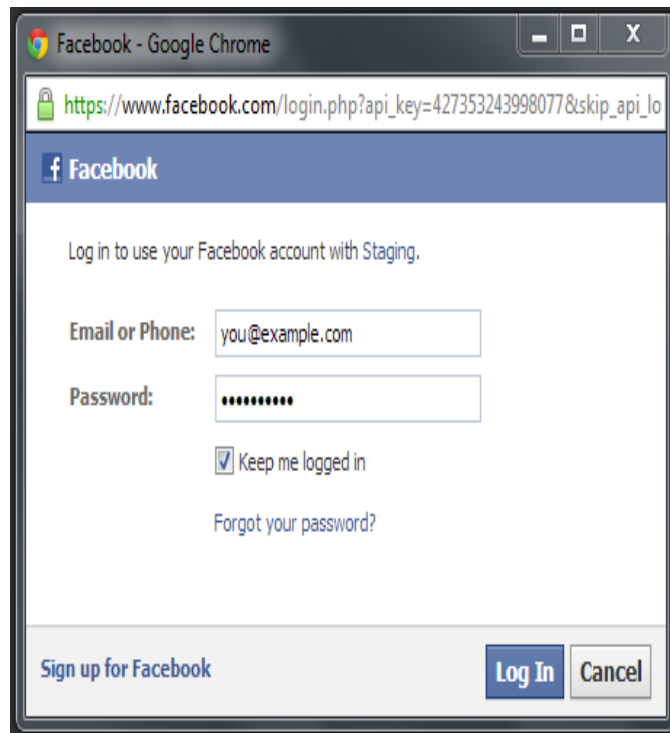 Facebook - Google Chrome
https://www.facebook.com/login.php?api_key=427353243998077&skip_api_lo
f Facebook
Log in to use your Facebook account with Staging.
Email or Phone: you@example.com
Password: ••••••••••
Keep me logged in
Forgot your password?
Sign up for Facebook Log In Cancel